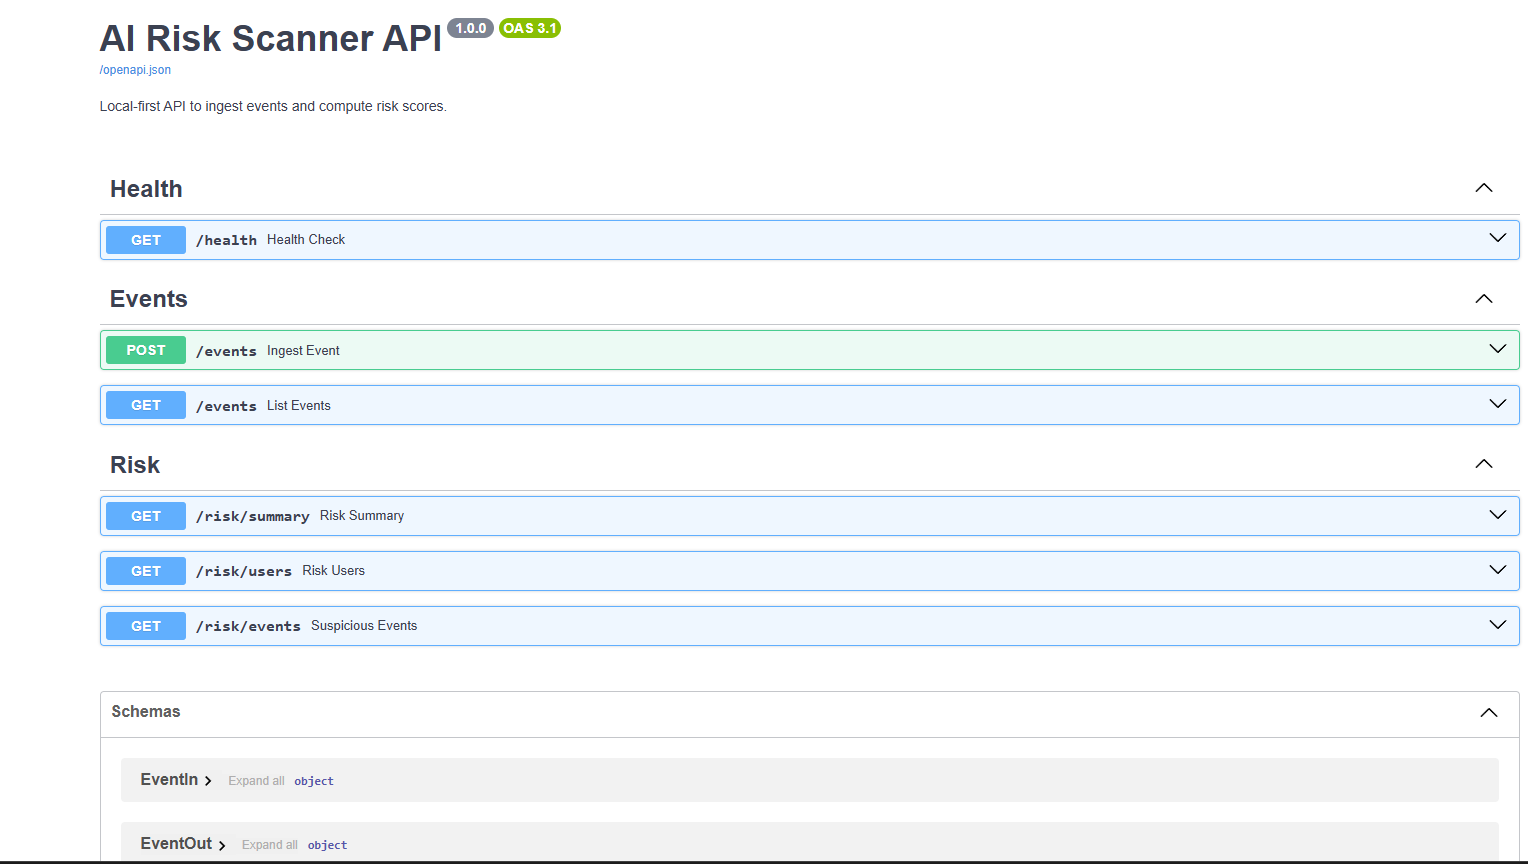 AI Risk Scanner API 1.0.0 OAS 3.1
/openapi.json
Local-first API to ingest events and compute risk scores.
Health
GET /health Health Check
Events
POST /events Ingest Event
GET /events List Events
Risk
GET /risk/summary Risk Summary
GET /risk/users Risk Users
GET /risk/events Suspicious Events
Schemas
EventIn Expand all object
EventOut Expand all object